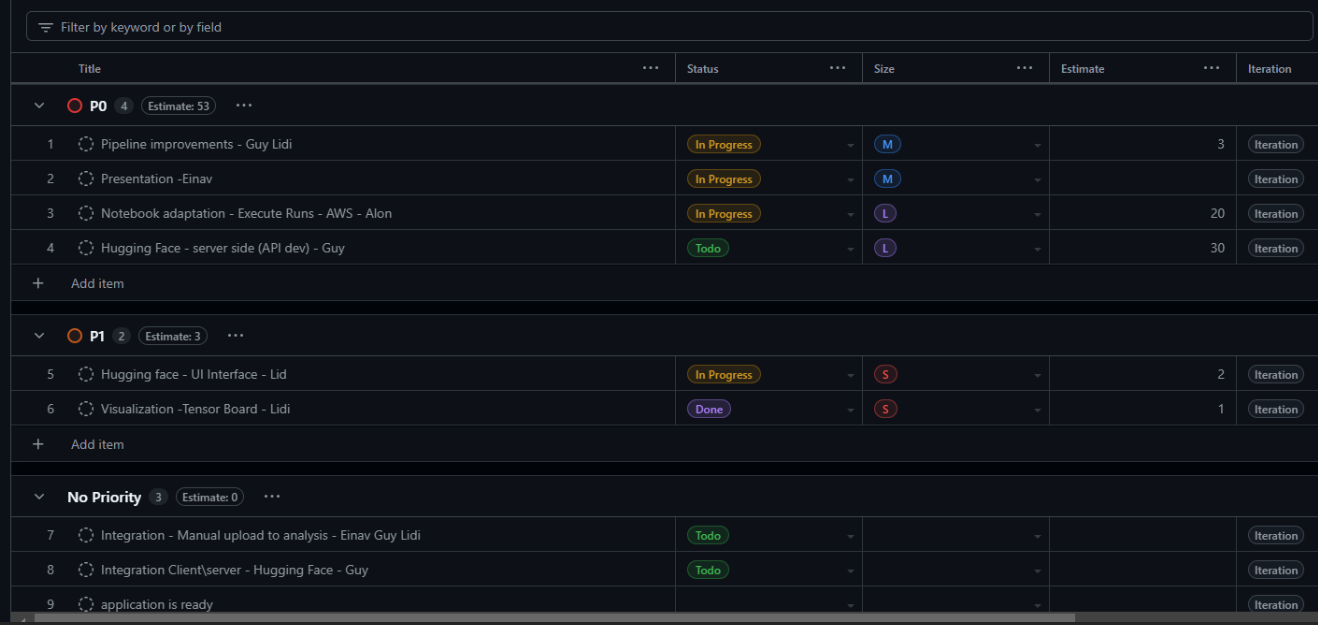 Filter by keyword or by field
Title ... Status ... Size ... Estimate ... Iteration
P0 4 Estimate: 53 ...
1 Pipeline improvements - Guy Lidi In Progress M 3 Iteration
2 Presentation -Einav In Progress M Iteration
3 Notebook adaptation - Execute Runs - AWS - Alon In Progress L 20 Iteration
4 Hugging Face - server side (API dev) - Guy Todo L 30 Iteration
+ Add item
P1 2 Estimate: 3 ...
5 Hugging face - UI Interface - Lid In Progress S 2 Iteration
6 Visualization -Tensor Board - Lidi Done S 1 Iteration
+ Add item
No Priority 3 Estimate: 0 ...
7 Integration - Manual upload to analysis - Einav Guy Lidi Todo Iteration
8 Integration Client\server - Hugging Face - Guy Todo Iteration
9 application is ready Iteration